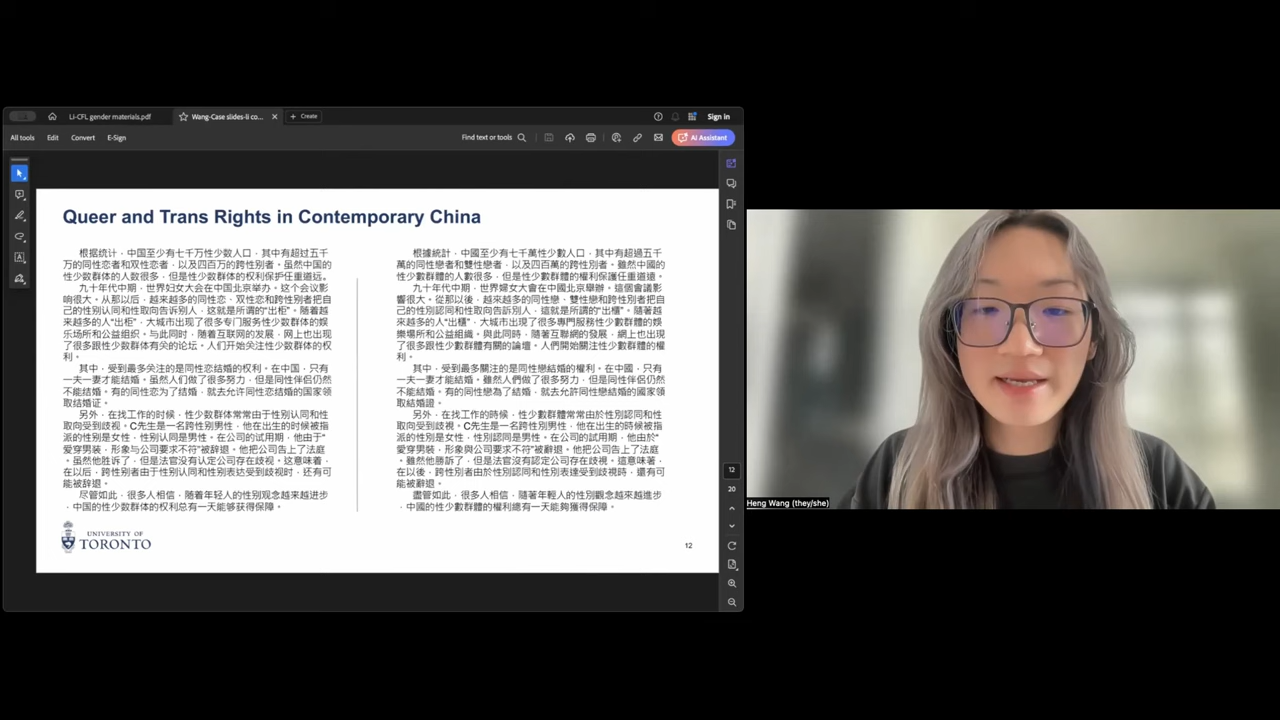 Li-CFL gender materials.pdf
Wang-Case slides-li co...
Create
Sign in
All tools
Edit
Convert
E-Sign
Find text or tools
AI Assistant
Queer and Trans Rights in Contemporary China
根据统计，中国至少有七千万性少数人口，其中有超过五千
万的同性恋者和双性恋者，以及四百万的跨性别者。虽然中国的
性少数群体的人数很多，但是性少数群体的权利保护任重道远。
九十年代中期，世界妇女大会在中国北京举办。这个会议影
响很大。从那以后，越来越多的同性恋，双性恋和跨性别者把自
己的性别认同和性取向告诉别人，这就是所谓的“出柜”。随着越
来越多的人“出柜”，大城市出现了很多专门服务性少数群体的娱
乐场所和公益组织。与此同时，随着互联网的发展，网上也出现
了很多跟性少数群体有关的论坛。人们开始关注性少数群体的权
利。
其中，受到最多关注的是同性恋结婚的权利。在中国，只有
一夫一妻才能结婚。虽然人们做了很多努力，但是同性伴侣仍然
不能结婚。有的同性恋为了结婚，就去允许同性恋结婚的国家领
取结婚证。
另外，在找工作的时候，性少数群体常常由于性别认同和性
取向受到歧视。C先生是一名跨性别男性，他在出生的时候被指
派的性别是女性，性别认同是男性。在公司的试用期，他由于“
爱穿男装，形象与公司要求不符”被辞退。他把公司告上了法庭
。虽然他胜诉了，但是法官没有认定公司存在歧视。这意味着，
在以后，跨性别者由于性别认同和性别表达受到歧视时，还有可
能被辞退。
尽管如此，很多人相信，随着年轻人的性别观念越来越进步
，中国的性少数群体的权利总有一天能够获得保障。
根據統計，中國至少有七千萬性少數人口，其中有超過五千
萬的同性戀者和雙性戀者，以及四百萬的跨性別者。雖然中國的
性少數群體的人數很多，但是性少數群體的權利保護任重道遠。
九十年代中期，世界婦女大會在中國北京舉辦。這個會議影
響很大。從那以後，越來越多的同性戀、雙性戀和跨性別者把自
己的性別認同和性取向告訴別人，這就是所謂的“出櫃”。隨著越
來越多的人“出櫃”，大城市出現了很多專門服務性少數群體的娛
樂場所和公益組織。與此同時，隨著互聯網的發展，網上也出現
了很多跟性少數群體有關的論壇。人們開始關注性少數群體的權
利。
其中，受到最多關注的是同性戀結婚的權利。在中國，只有
一夫一妻才能結婚。雖然人們做了很多努力，但是同性伴侶仍然
不能結婚。有的同性戀為了結婚，就去允許同性戀結婚的國家領
取結婚證。
另外，在找工作的時候，性少數群體常常由於性別認同和性
取向受到歧視。C先生是一名跨性別男性，他在出生的時候被指
派的性別是女性，性別認同是男性。在公司的試用期，他由於“
愛穿男裝，形象與公司要求不符”被辭退。他把公司告上了法庭
。雖然他勝訴了，但是法官沒有認定公司存在歧視。這意味著，
在以後，跨性別者由於性別認同和性別表達受到歧視時，還有可
能被辭退。
儘管如此，很多人相信，隨著年輕人的性別觀念越來越進步
，中國的性少數群體的權利總有一天能夠獲得保障。
UNIVERSITY OF
TORONTO
12
12
20
Heng Wang (they/she)